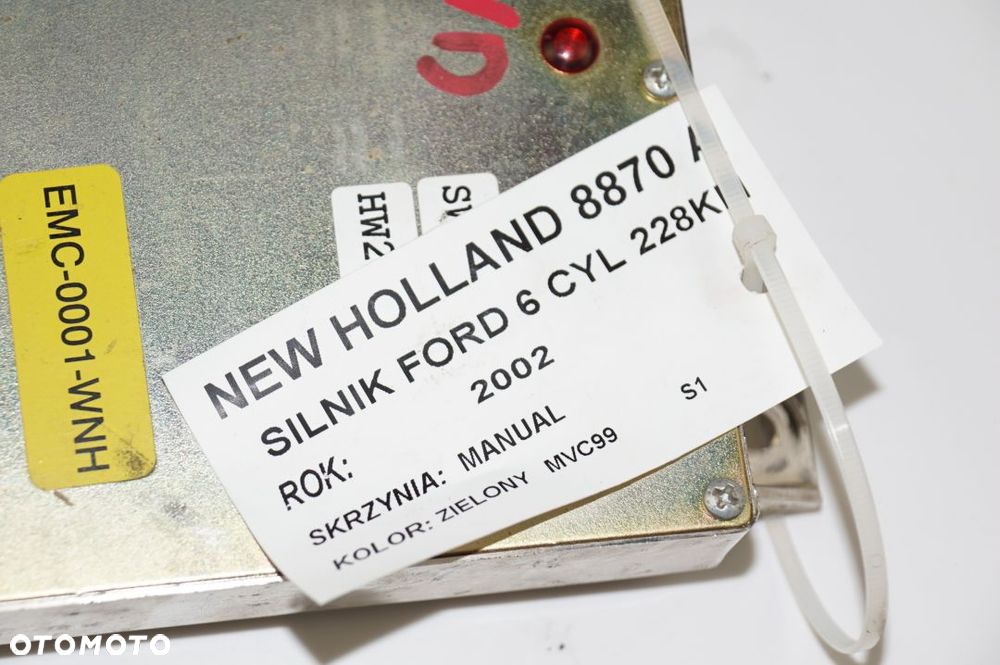 EMC-0001-WNH
NEW HOLLAND 8870
SILNIK FORD 6 CYL 228KM
ROK: 2002
SKRZYNIA: MANUAL
KOLOR: ZIELONY MVC99 S1
OTOMOTO